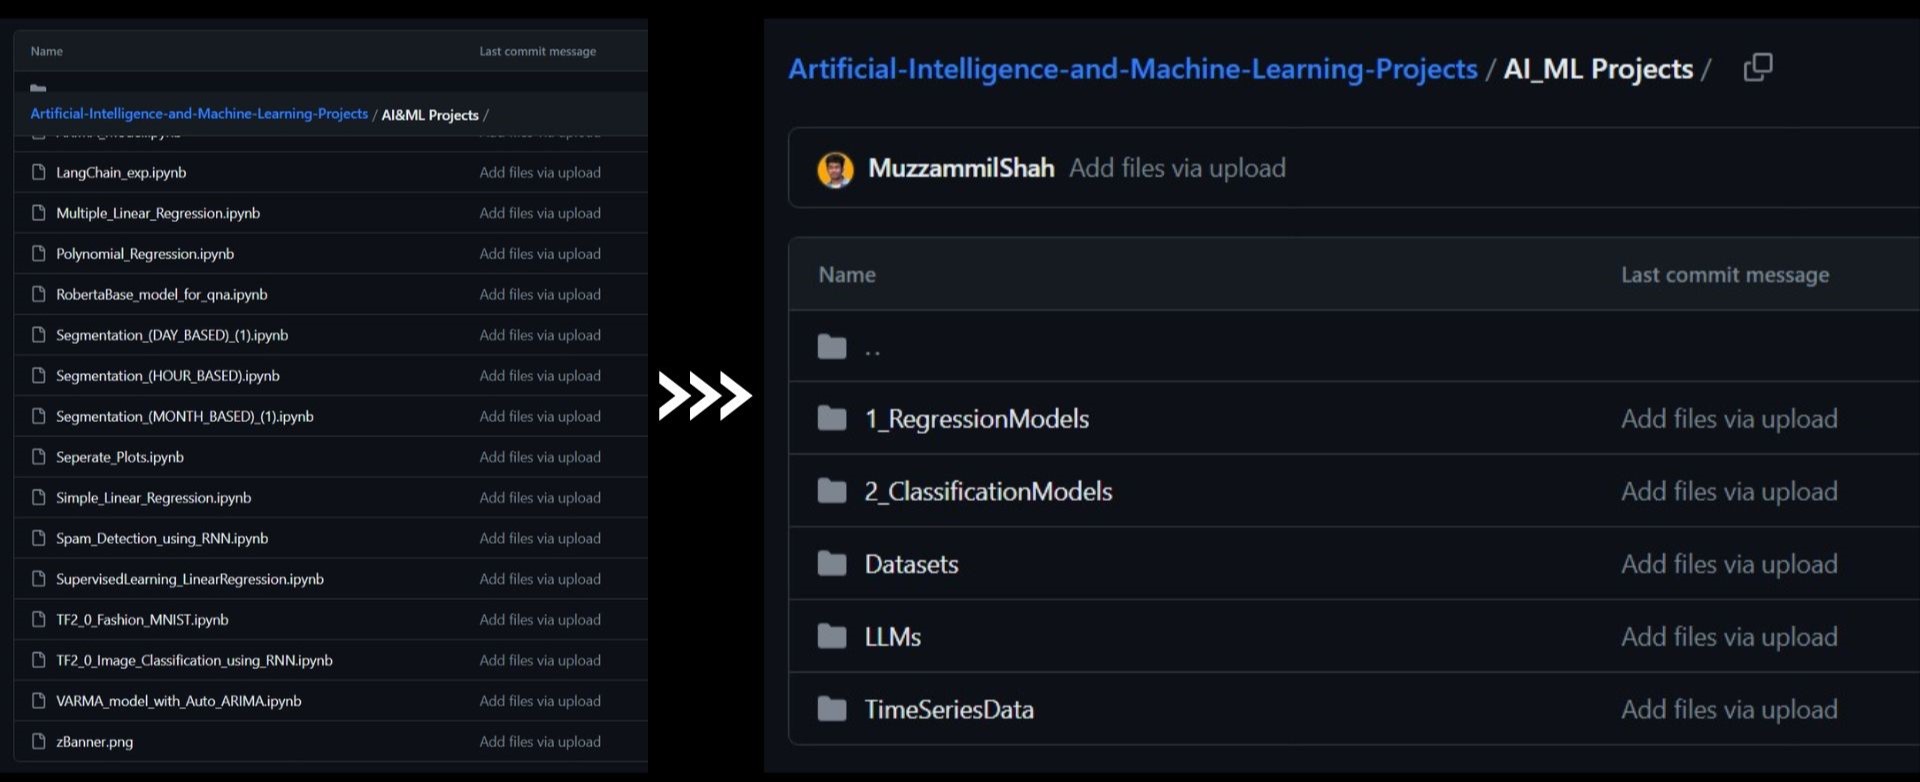 Name Last commit message
Artificial-Intelligence-and-Machine-Learning-Projects / AI&ML Projects /
LangChain_exp.ipynb Add files via upload
Multiple_Linear_Regression.ipynb Add files via upload
Polynomial_Regression.ipynb Add files via upload
RobertaBase_model_for_qna.ipynb Add files via upload
Segmentation_(DAY_BASED)_(1).ipynb Add files via upload
Segmentation_(HOUR_BASED).ipynb Add files via upload
Segmentation_(MONTH_BASED)_(1).ipynb Add files via upload
Seperate_Plots.ipynb Add files via upload
Simple_Linear_Regression.ipynb Add files via upload
Spam_Detection_using_RNN.ipynb Add files via upload
SupervisedLearning_LinearRegression.ipynb Add files via upload
TF2_0_Fashion_MNIST.ipynb Add files via upload
TF2_0_Image_Classification_using_RNN.ipynb Add files via upload
VARMA_model_with_Auto_ARIMA.ipynb Add files via upload
zBanner.png Add files via upload
Artificial-Intelligence-and-Machine-Learning-Projects / AI_ML Projects /
MuzzammilShah Add files via upload
Name Last commit message
..
1_RegressionModels Add files via upload
2_ClassificationModels Add files via upload
Datasets Add files via upload
LLMs Add files via upload
TimeSeriesData Add files via upload